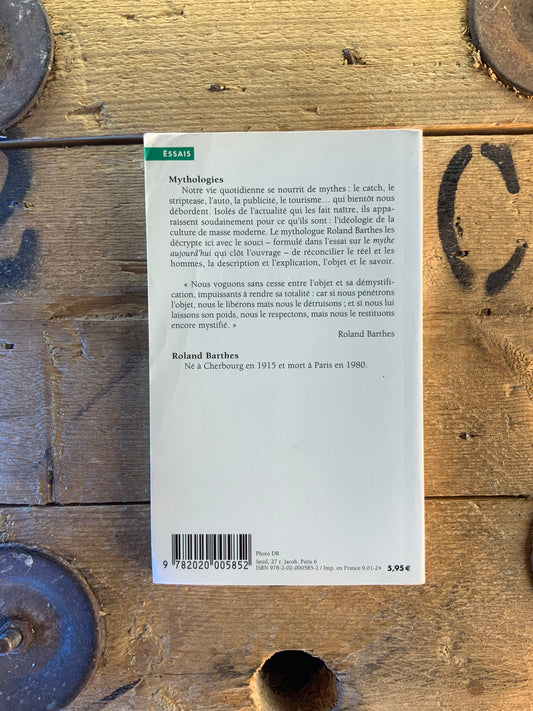 ESSAIS
Mythologies
Notre vie quotidienne se nourrit de mythes : le catch, le
striptease, l'auto, la publicité, le tourisme… qui bientôt nous
débordent. Isolés de l'actualité qui les fait naître, ils appa-
raissent soudainement pour ce qu'ils sont : l'idéologie de la
culture de masse moderne. Le mythologue Roland Barthes les
décrypte ici avec le souci – formulé dans l'essai sur le mythe
aujourd'hui qui clôt l'ouvrage – de réconcilier le réel et les
hommes, la description et l'explication, l'objet et le savoir.
« Nous voguons sans cesse entre l'objet et sa démystifi-
cation, impuissants à rendre sa totalité : car si nous pénétrons
l'objet, nous le libérons mais nous le détruisons ; et si nous lui
laissons son poids, nous le respectons, mais nous le restituons
encore mystifié. »
Roland Barthes
Roland Barthes
Né à Cherbourg en 1915 et mort à Paris en 1980.
Photo DR
Seuil, 27 r. Jacob, Paris 6
ISBN 978-2-02-000585-2 / Imp. en France 9.01-24
5,95 €
9 782020 005852